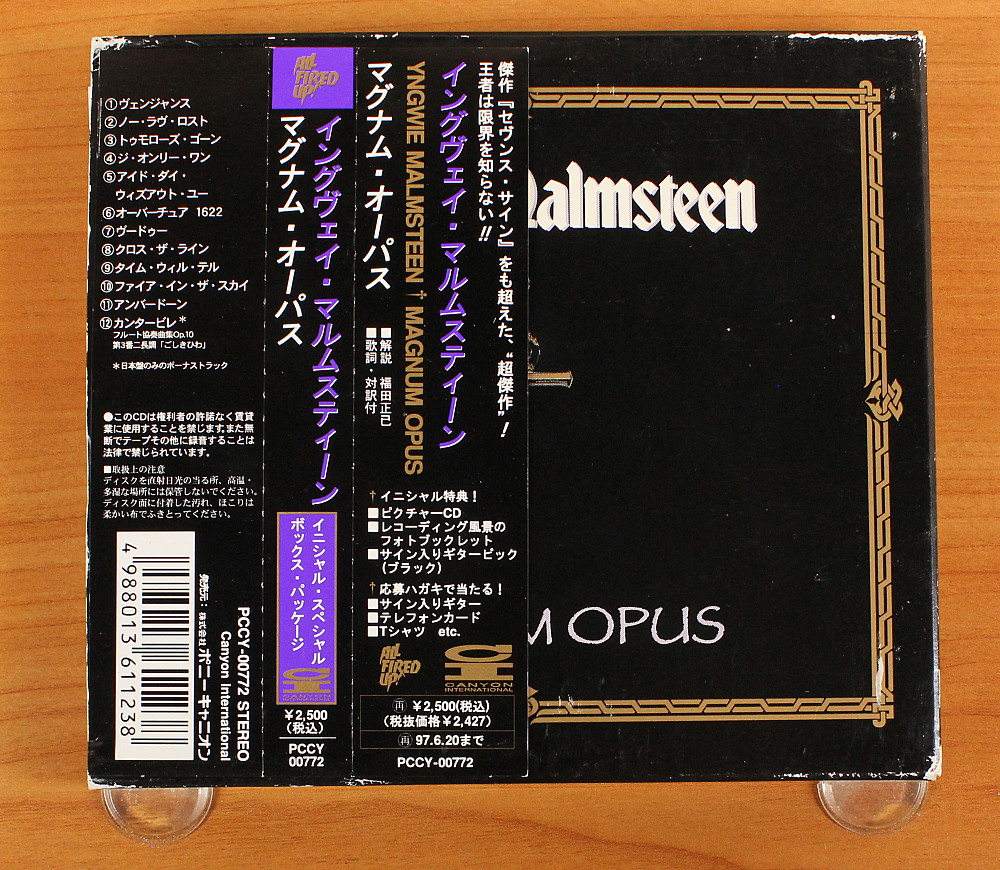 ①ヴェンジャンス
②ノー・ラヴ・ロスト
③トゥモローズ・ゴーン
④ジ・オンリー・ワン
⑤アイド・ダイ・
ウィズアウト・ユー
⑥オーバーチュア 1622
⑦ヴードゥー
⑧クロス・ザ・ライン
⑨タイム・ウィル・テル
⑩ファイア・イン・ザ・スカイ
⑪アンバードーン
⑫カンタービレ*
フルート協奏曲集Op.10
第3番ニ長調「ごしきひわ」
*日本盤のみのボーナストラック
●このCDは権利者の許諾なく賃貸
業に使用することを禁じます。また無
断でテープその他に録音することは
法律で禁じられています。
■取扱上の注意
ディスクを直射日光の当る所、高温・
多湿な場所には保管しないでください。
ディスク面に付着した汚れ、ほこりは
柔かい布でふきとってください。
4 988013 611238
発売元:株式会社ポニーキャニオン
Canyon International
PCCY-00772 STEREO
ALL
FIRED
UP!
イングヴェイ・マルムスティーン
マグナム・オーパス
イニシャル・スペシャル
ボックス・パッケージ
CANYON
INTERNATIONAL
¥2,500
(税込)
PCCY
00772
傑作『セヴンス・サイン』をも超えた、“超傑作”!
王者は限界を知らない!!
イングヴェイ・マルムスティーン
YNGWIE MALMSTEEN † MAGNUM OPUS
マグナム・オーパス
■解説 福田正己
■歌詞・対訳付
†イニシャル特典!
■ピクチャーCD
■レコーディング風景の
フォトブックレット
■サイン入りギターピック
(ブラック)
†応募ハガキで当たる!
■サイン入りギター
■テレフォンカード
■Tシャツ etc.
ALL
FIRED
UP!
CANYON
INTERNATIONAL
再 ¥2,500(税込)
(税抜価格¥2,427)
再 97.6.20まで
PCCY-00772
Malmsteen
M OPUS